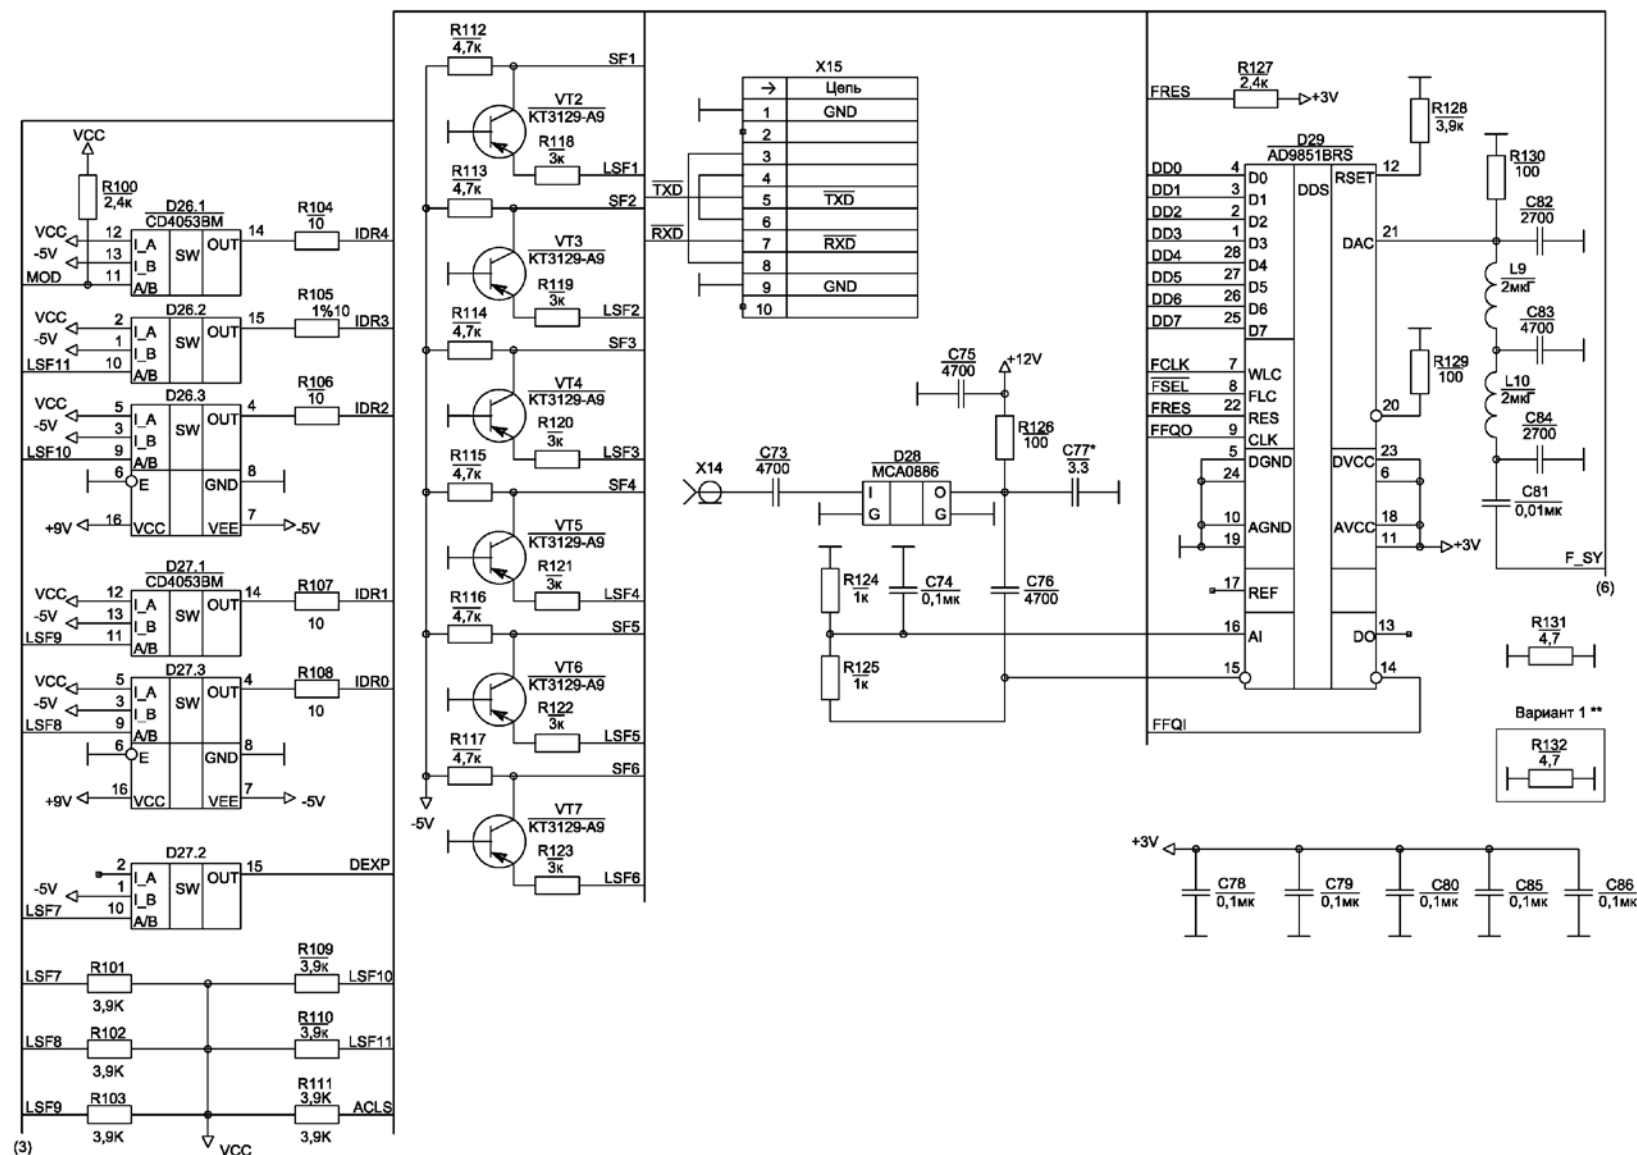 VCC
R100
2,4к
D26.1
CD4053BM
VCC 12 I_A OUT 14
-5V 13 I_B SW
MOD 11 A/B
R104
10
IDR4
D26.2
VCC 2 I_A OUT 15
-5V 1 I_B SW
LSF11 10 A/B
R105
1%10
IDR3
D26.3
VCC 5 I_A OUT 4
-5V 3 I_B SW
LSF10 9 A/B
6 E GND 8
+9V 16 VCC VEE 7 -5V
R106
10
IDR2
D27.1
CD4053BM
VCC 12 I_A OUT 14
-5V 13 I_B SW
LSF9 11 A/B
R107
10
IDR1
D27.3
VCC 5 I_A OUT 4
-5V 3 I_B SW
LSF8 9 A/B
6 E GND 8
+9V 16 VCC VEE 7 -5V
R108
10
IDR0
D27.2
2 I_A OUT 15 DEXP
-5V 1 I_B SW
LSF7 10 A/B
LSF7 R101
3,9K
R109
3,9к
LSF10
LSF8 R102
3,9K
R110
3,9к
LSF11
LSF9 R103
3,9K
R111
3,9K
ACLS
3,9K
VCC
(3)
R112
4,7к
SF1
VT2
KT3129-A9
R118
3к
LSF1
R113
4,7к
SF2
VT3
KT3129-A9
R119
3к
LSF2
R114
4,7к
SF3
VT4
KT3129-A9
R120
3к
LSF3
R115
4,7к
SF4
VT5
KT3129-A9
R121
3к
LSF4
R116
4,7к
SF5
VT6
KT3129-A9
R122
3к
LSF5
R117
4,7к
SF6
-5V
VT7
KT3129-A9
R123
3к
LSF6
X15
Цепь
1 GND
2
3
4
TXD 5 TXD
6
RXD 7 RXD
8
9 GND
10
C75
4700
+12V
R126
100
X14
C73
4700
D28
MCA0886
I O
G G
C77*
3.3
R124
1к
C74
0,1мк
C76
4700
R125
1к
FRES
R127
2,4к
+3V
D29
AD9851BRS
DDS
DD0 4 D0
DD1 3 D1
DD2 2 D2
DD3 1 D3
DD4 28 D4
DD5 27 D5
DD6 26 D6
DD7 25 D7
FCLK 7 WLC
FSEL 8 FLC
FRES 22 RES
FFQO 9 CLK
5 DGND
24
10 AGND
19
17 REF
16 AI
15
FFQI
RSET 12
DAC 21
20
DVCC 23
6
AVCC 18
11 +3V
DO 13
14
R128
3,9к
R129
100
R130
100
C82
2700
L9
2мкГ
C83
4700
L10
2мкГ
C84
2700
C81
0,01мк
F_SY
(6)
R131
4,7
Вариант 1 **
R132
4,7
+3V
C78
0,1мк
C79
0,1мк
C80
0,1мк
C85
0,1мк
C86
0,1мк